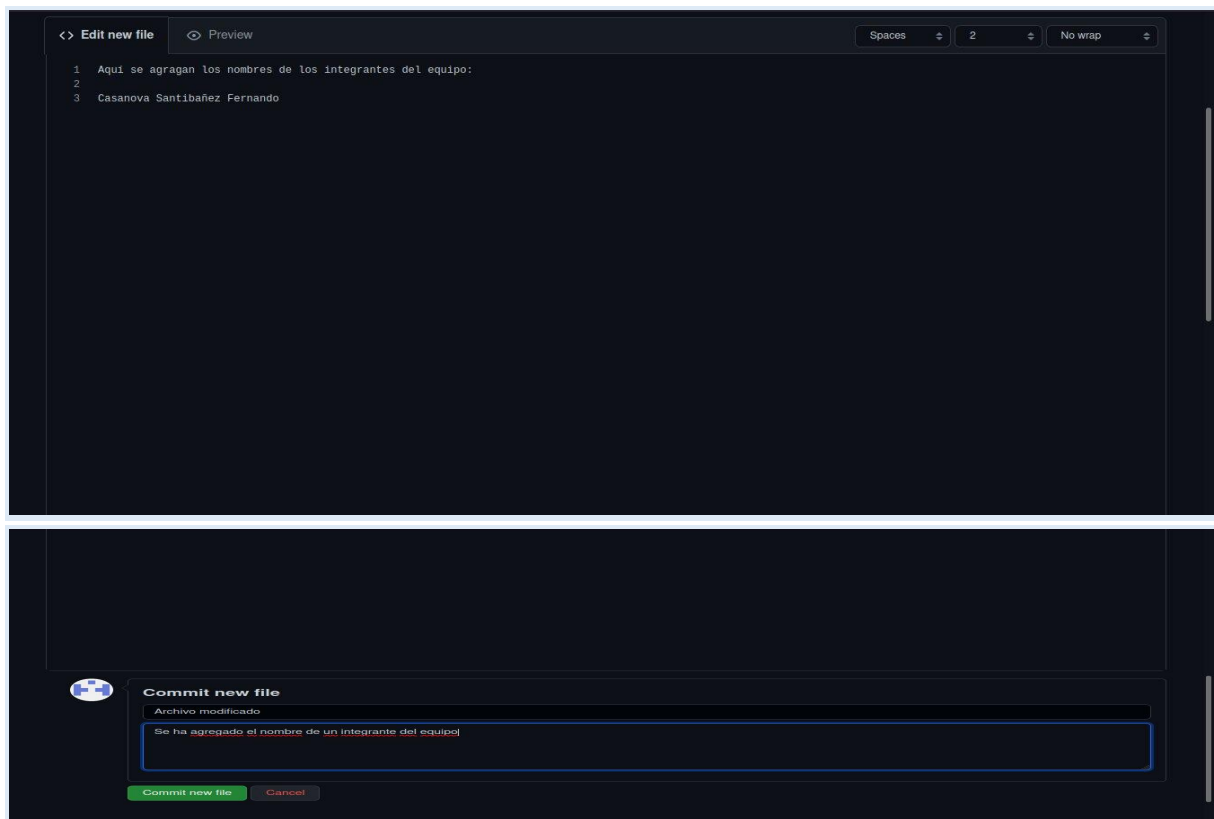 <> Edit new file Preview Spaces 2 No wrap
1 Aqui se agragan los nombres de los integrantes del equipo:
2
3 Casanova Santibañez Fernando
Commit new file
Archivo modificado
Se ha agregado el nombre de un integrante del equipo
Commit new file Cancel